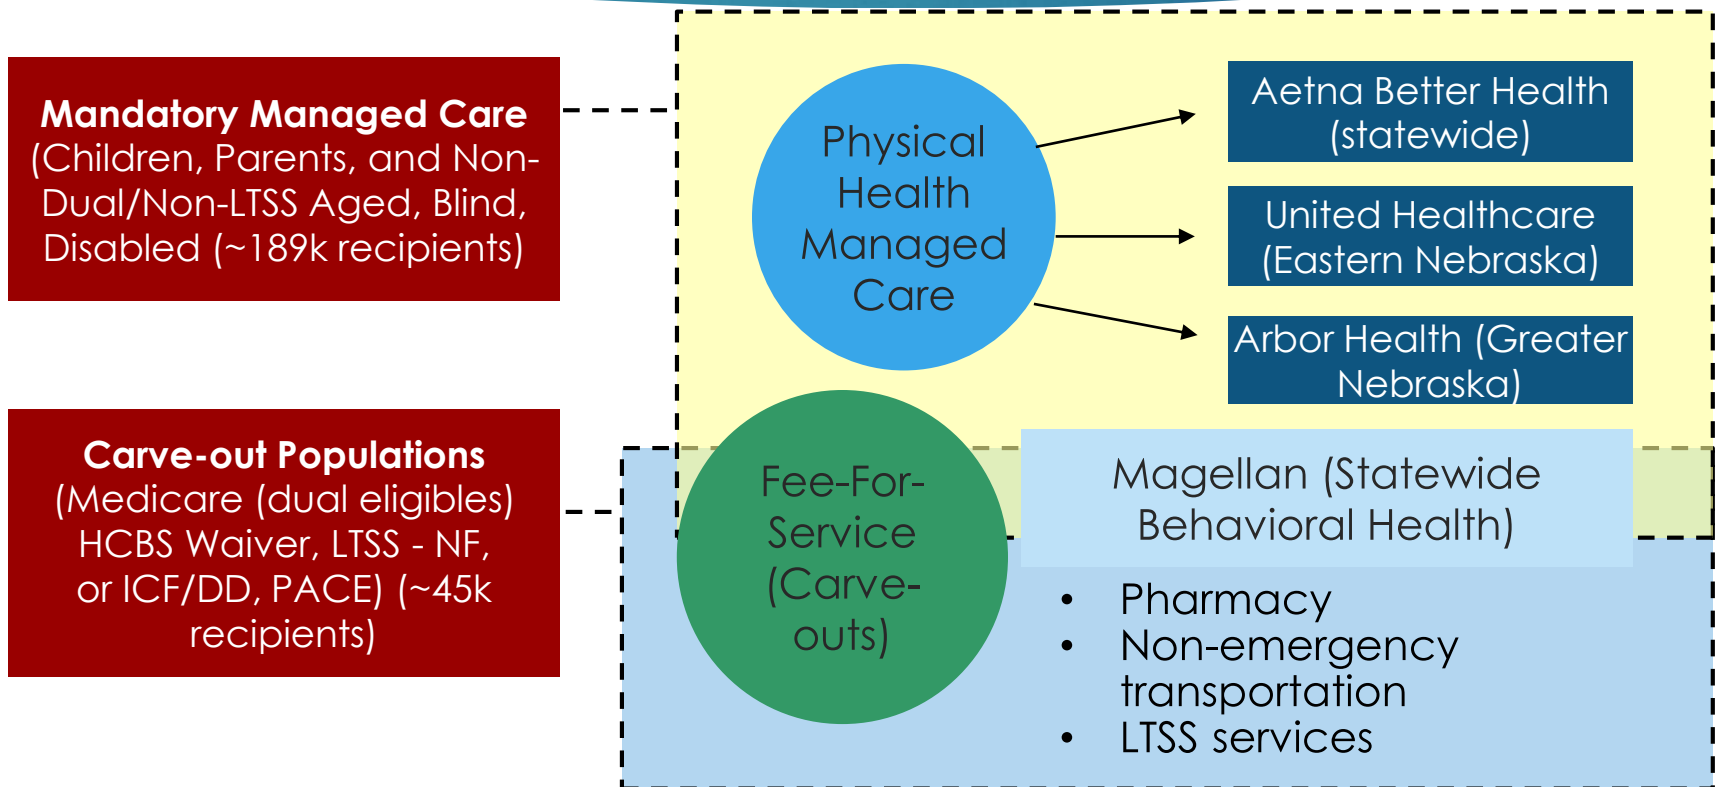 Mandatory Managed Care
(Children, Parents, and Non-
Dual/Non-LTSS Aged, Blind,
Disabled (~189k recipients)
Physical
Health
Managed
Care
Aetna Better Health
(statewide)
United Healthcare
(Eastern Nebraska)
Arbor Health (Greater
Nebraska)
Carve-out Populations
(Medicare (dual eligibles)
HCBS Waiver, LTSS - NF,
or ICF/DD, PACE) (~45k
recipients)
Fee-For-
Service
(Carve-
outs)
Magellan (Statewide
Behavioral Health)
• Pharmacy
• Non-emergency
transportation
• LTSS services